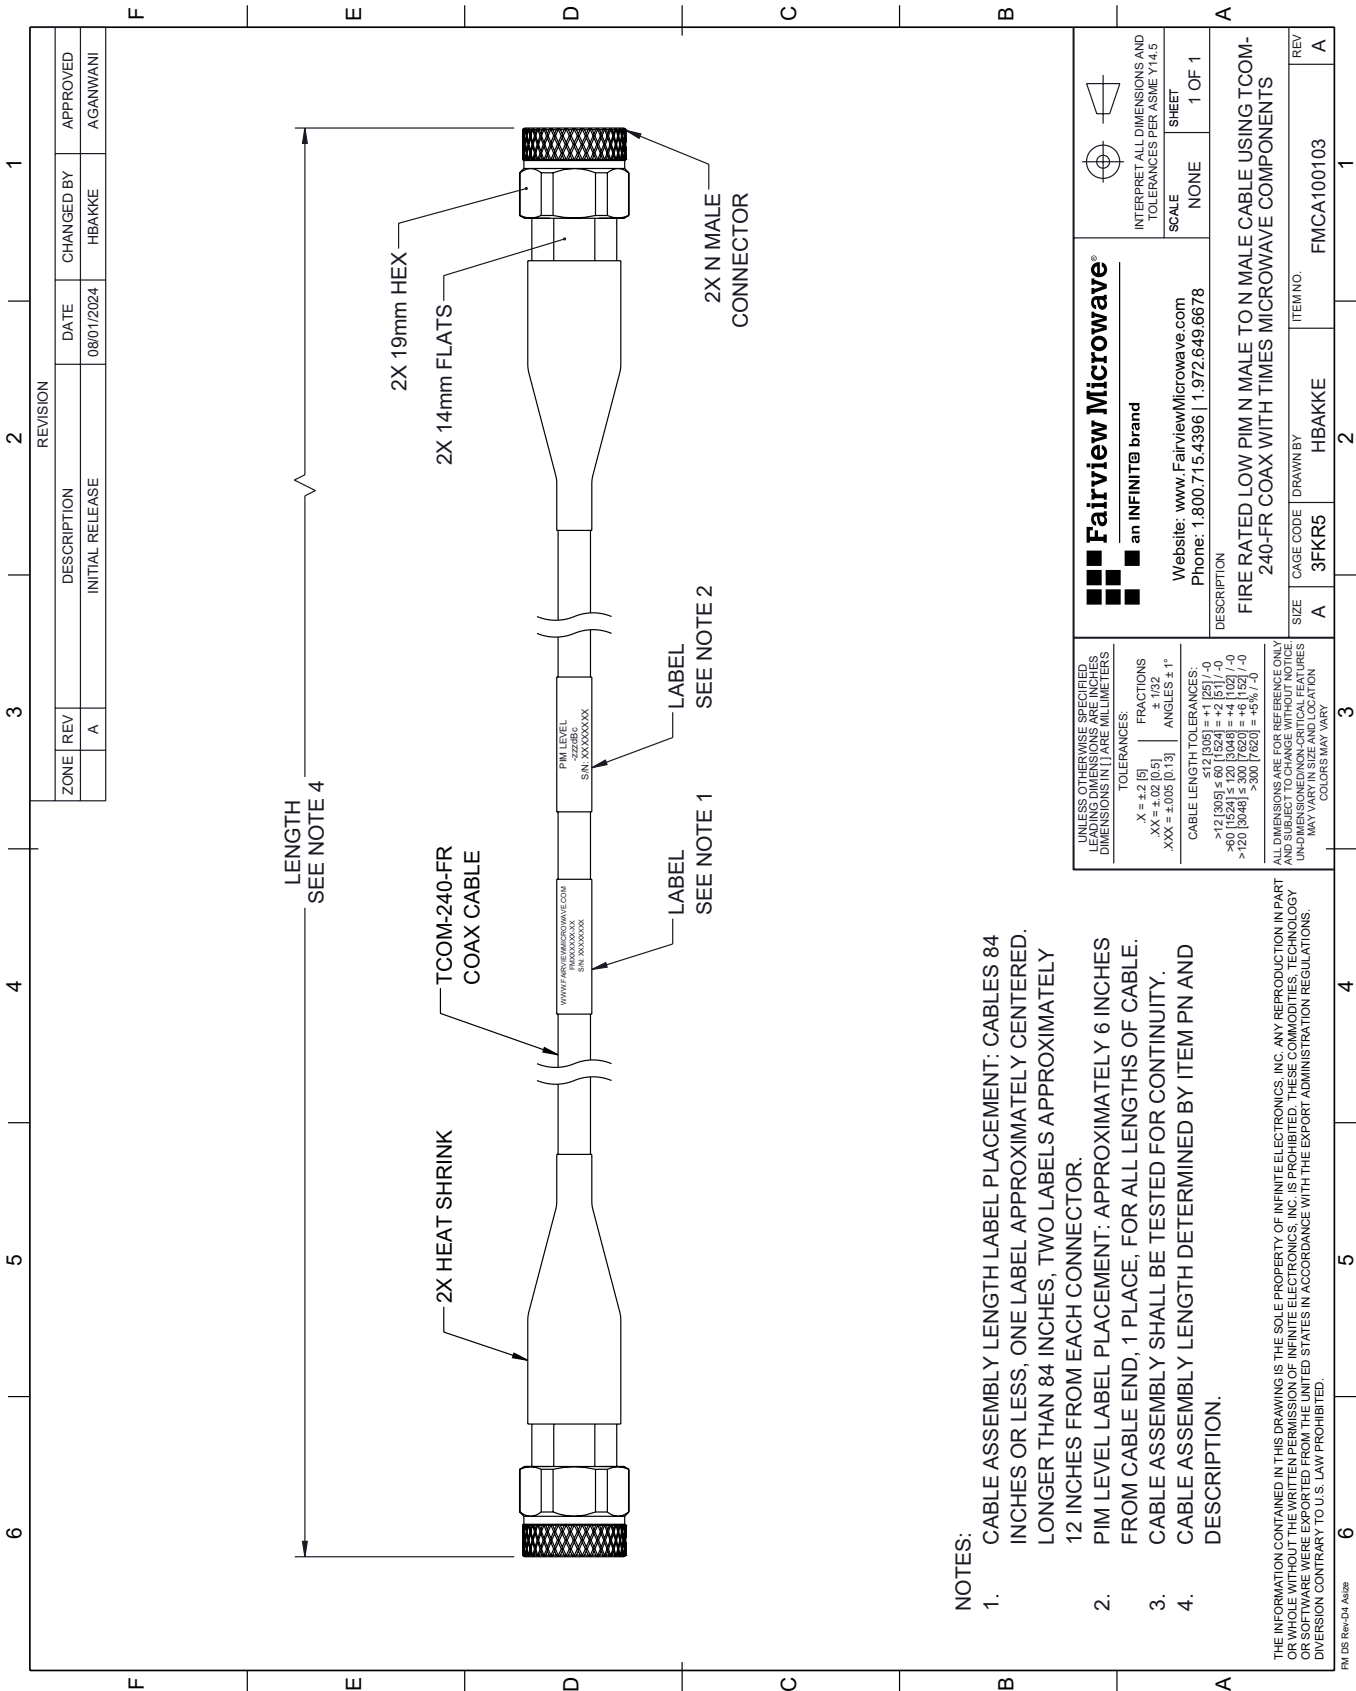 6
5
4
3
2
1
F
E
D
C
B
A
REVISION
ZONE REV DESCRIPTION DATE CHANGED BY APPROVED
A INITIAL RELEASE 08/01/2024 HBAKKE AGANWANI
LENGTH
SEE NOTE 4
2X HEAT SHRINK
TCOM-240-FR
COAX CABLE
2X 14mm FLATS
2X 19mm HEX
WWW.FAIRVIEWMICROWAVE.COM
FMXXXXXX-XX
S/N: XXXXXXXX
PIM LEVEL
-zzzdBc
S/N: XXXXXXXX
LABEL
SEE NOTE 1
LABEL
SEE NOTE 2
2X N MALE
CONNECTOR
NOTES:
1. CABLE ASSEMBLY LENGTH LABEL PLACEMENT: CABLES 84
INCHES OR LESS, ONE LABEL APPROXIMATELY CENTERED.
LONGER THAN 84 INCHES, TWO LABELS APPROXIMATELY
12 INCHES FROM EACH CONNECTOR.
2. PIM LEVEL LABEL PLACEMENT: APPROXIMATELY 6 INCHES
FROM CABLE END, 1 PLACE, FOR ALL LENGTHS OF CABLE.
3. CABLE ASSEMBLY SHALL BE TESTED FOR CONTINUITY.
4. CABLE ASSEMBLY LENGTH DETERMINED BY ITEM PN AND
DESCRIPTION.
THE INFORMATION CONTAINED IN THIS DRAWING IS THE SOLE PROPERTY OF INFINITE ELECTRONICS, INC. ANY REPRODUCTION IN PART
OR WHOLE WITHOUT THE WRITTEN PERMISSION OF INFINITE ELECTRONICS, INC. IS PROHIBITED. THESE COMMODITIES, TECHNOLOGY
OR SOFTWARE WERE EXPORTED FROM THE UNITED STATES IN ACCORDANCE WITH THE EXPORT ADMINISTRATION REGULATIONS.
DIVERSION CONTRARY TO U.S. LAW PROHIBITED.
UNLESS OTHERWISE SPECIFIED
LEADING DIMENSIONS ARE INCHES
DIMENSIONS IN [ ] ARE MILLIMETERS
TOLERANCES:
.X = ±.2 [5]
.XX = ±.02 [0.5]
.XXX = ±.005 [0.13]
FRACTIONS
± 1/32
ANGLES ± 1°
CABLE LENGTH TOLERANCES:
≤12 [305] = +1 [25] / -0
>12 [305] ≤ 60 [1524] = +2 [51] / -0
>60 [1524] ≤ 120 [3048] = +4 [102] / -0
>120 [3048] ≤ 300 [7620] = +6 [152] / -0
>300 [7620] = +5% / -0
ALL DIMENSIONS ARE FOR REFERENCE ONLY
AND SUBJECT TO CHANGE WITHOUT NOTICE.
UN-DIMENSIONED/NON-CRITICAL FEATURES
MAY VARY IN SIZE AND LOCATION
COLORS MAY VARY
Fairview Microwave®
an INFINIT@ brand
Website: www.FairviewMicrowave.com
Phone: 1.800.715.4396 | 1.972.649.6678
INTERPRET ALL DIMENSIONS AND
TOLERANCES PER ASME Y14.5
SCALE
NONE
SHEET
1 OF 1
DESCRIPTION
FIRE RATED LOW PIM N MALE TO N MALE CABLE USING TCOM-
240-FR COAX WITH TIMES MICROWAVE COMPONENTS
SIZE
A
CAGE CODE
3FKR5
DRAWN BY
HBAKKE
ITEM NO.
FMCA100103
REV
A
6
5
4
3
2
1
F
E
D
C
B
A
FM DS Rev-D4 Asize